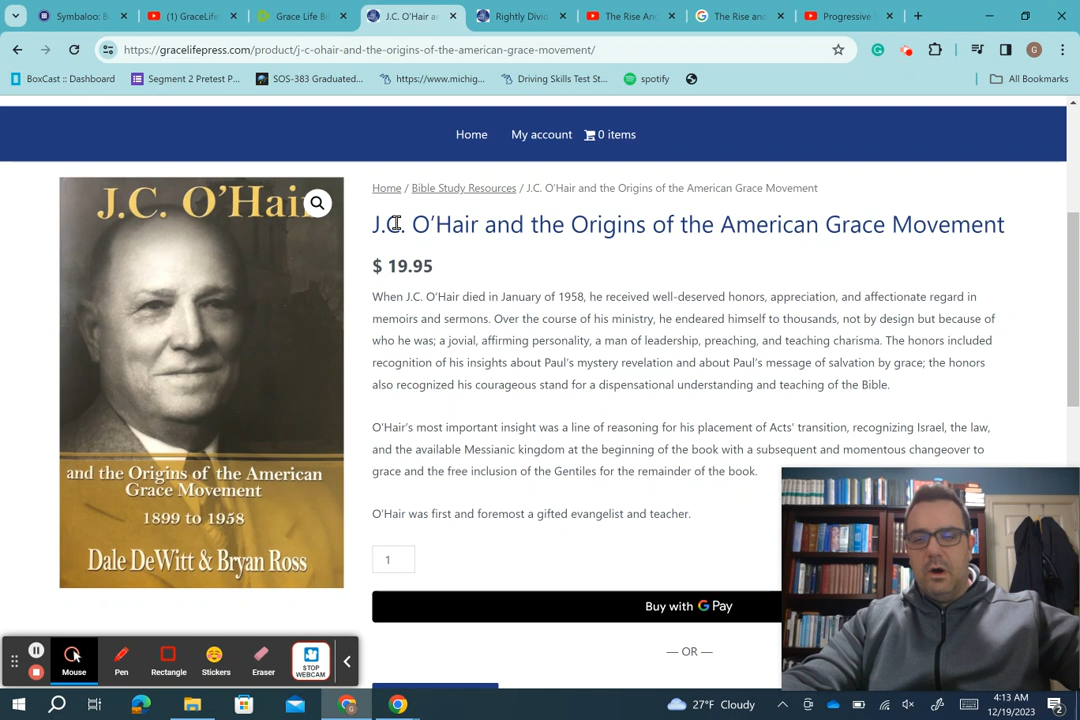 Symbaloo: B
(1) GraceLife
Grace Life Bi
J.C. O'Hair a
Rightly Divid
The Rise An
The Rise and
Progressive
https://gracelifepress.com/product/j-c-ohair-and-the-origins-of-the-american-grace-movement/
G
BoxCast :: Dashboard
Segment 2 Pretest P...
SOS-383 Graduated...
https://www.michig...
Driving Skills Test St...
spotify
All Bookmarks
Home
My account
0 items
J.C. O'Hair
and the Origins of the American
Grace Movement
1899 to 1958
Dale DeWitt & Bryan Ross
Home / Bible Study Resources / J.C. O'Hair and the Origins of the American Grace Movement
J.C. O'Hair and the Origins of the American Grace Movement
$ 19.95
When J.C. O'Hair died in January of 1958, he received well-deserved honors, appreciation, and affectionate regard in
memoirs and sermons. Over the course of his ministry, he endeared himself to thousands, not by design but because of
who he was; a jovial, affirming personality, a man of leadership, preaching, and teaching charisma. The honors included
recognition of his insights about Paul's mystery revelation and about Paul's message of salvation by grace; the honors
also recognized his courageous stand for a dispensational understanding and teaching of the Bible.
O'Hair's most important insight was a line of reasoning for his placement of Acts' transition, recognizing Israel, the law,
and the available Messianic kingdom at the beginning of the book with a subsequent and momentous changeover to
grace and the free inclusion of the Gentiles for the remainder of the book.
O'Hair was first and foremost a gifted evangelist and teacher.
1
Buy with G Pay
— OR —
Mouse
Pen
Rectangle
Stickers
Eraser
STOP
WEBCAM
27°F Cloudy
4:13 AM
12/19/2023
2